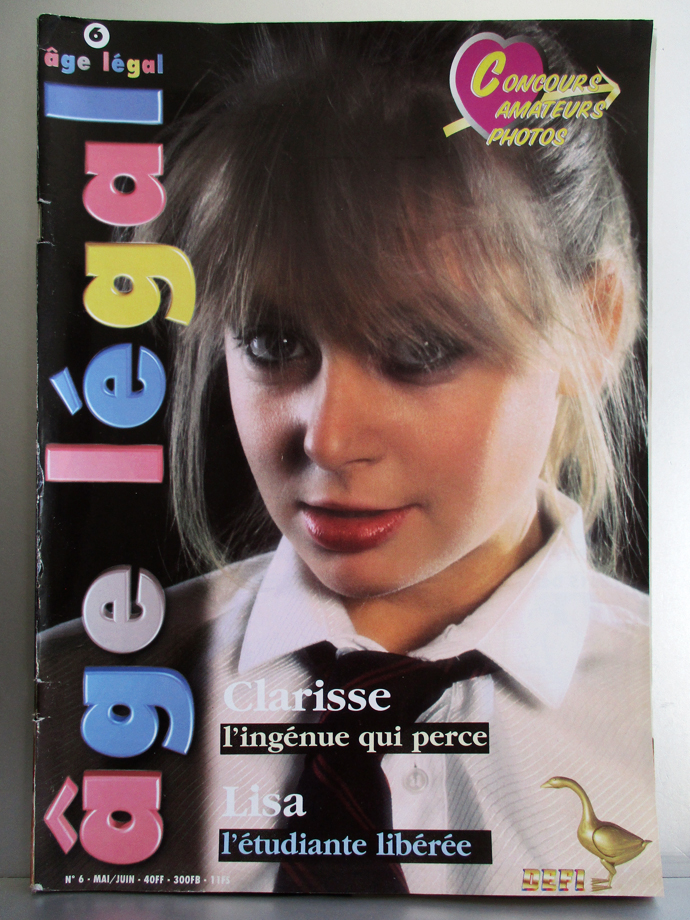 6
âge légal
âge légal
CONCOURS
AMATEURS
PHOTOS
Clarisse
l'ingénue qui perce
Lisa
l'étudiante libérée
N° 6 - MAI/JUIN - 40FF - 300FB - 11FS
DEFI